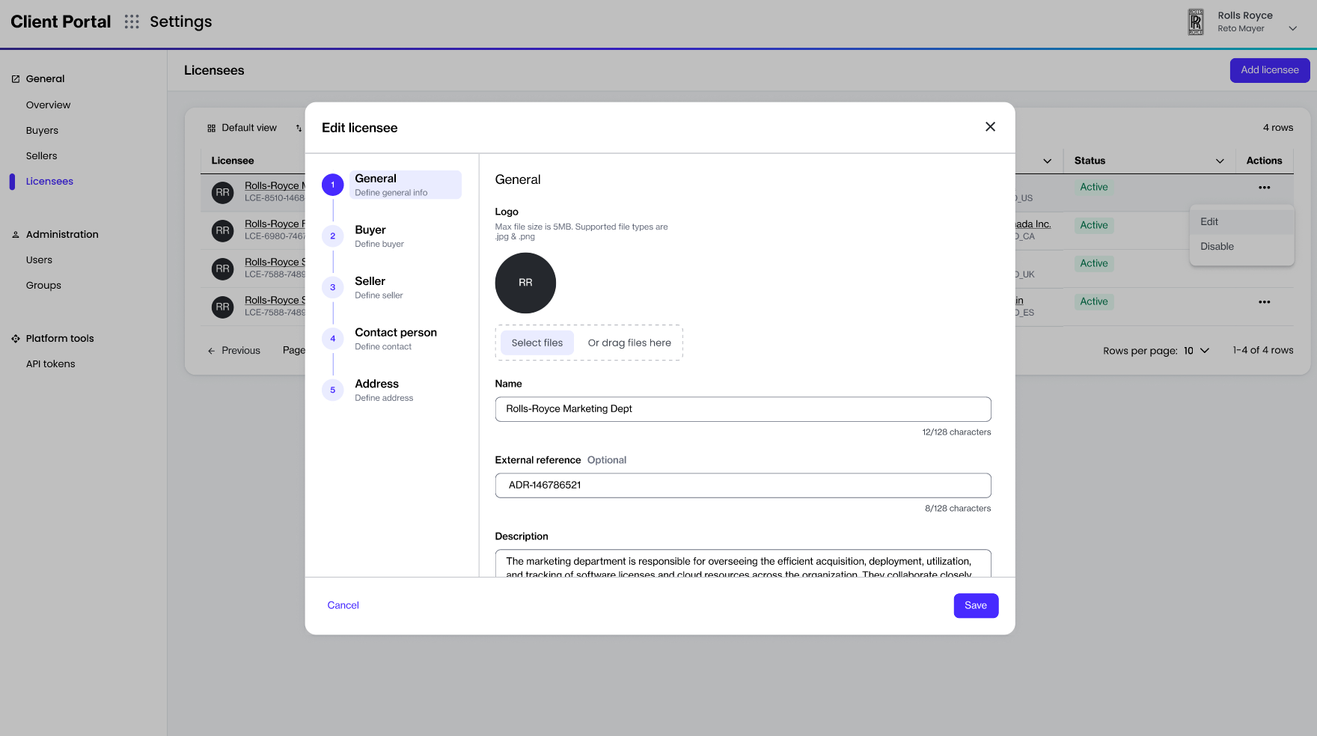 Client Portal Settings
Rolls Royce
Reto Mayer
General
Overview
Buyers
Sellers
Licensees
Administration
Users
Groups
Platform tools
API tokens
Licensees
Add licensee
Default view
4 rows
Licensee
Status
Actions
RR
Rolls-Royce
LCE-8510-1468
_US
Active
RR
Rolls-Royce
LCE-6980-746
ada Inc.
_CA
Active
RR
Rolls-Royce
LCE-7588-748
_UK
Active
RR
Rolls-Royce
LCE-7588-748
in
_ES
Active
Edit
Disable
Previous
Page
Rows per page: 10
1-4 of 4 rows
Edit licensee
1
General
Define general info
2
Buyer
Define buyer
3
Seller
Define seller
4
Contact person
Define contact
5
Address
Define address
General
Logo
Max file size is 5MB. Supported file types are
.jpg & .png
RR
Select files
Or drag files here
Name
Rolls-Royce Marketing Dept
12/128 characters
External reference Optional
ADR-146786521
8/128 characters
Description
The marketing department is responsible for overseeing the efficient acquisition, deployment, utilization,
and tracking of software licenses and cloud resources across the organization. They collaborate closely
Cancel
Save